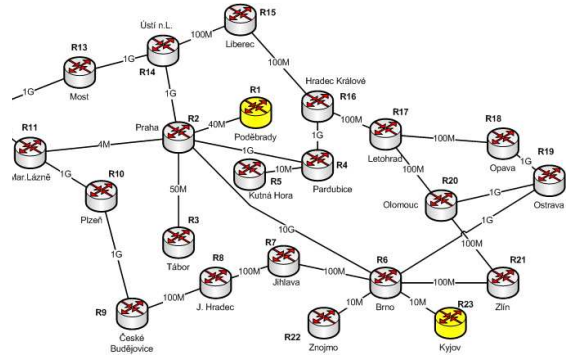 R15
Ústí n.L.
100M
Liberec
R13
1G
R14
100M
Most
1G
R1
Hradec Králové
R16
1G
R2
40M
Poděbrady
100M
R17
R11
Praha
1G
R18
4M
1G
100M
R19
Mar.Lázně
R10
R5
10M
R4
Letohrad
1G
1G
50M
Kutná Hora
Pardubice
100M
R20
Opava
Plzeň
Olomouc
1G
Ostrava
R3
10G
1G
1G
R7
R6
100M
Tábor
R8
R21
100M
Jihlava
100M
100M
R9
100M
J. Hradec
Brno
Zlín
10M
10M
R23
České
Budějovice
R22
Znojmo
Kyjov